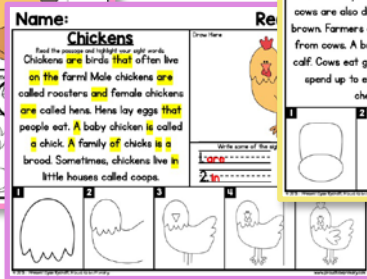 Name:
Re
Chickens
Read the passage and highlight your sight words.
Chickens are birds that often live
on the farm! Male chickens are
called roosters and female chickens
are called hens. Hens lay eggs that
people eat. A baby chicken is called
a chick. A family of chicks is a
brood. Sometimes, chickens live in
little houses called coops.
Draw Here
Write some of the sig
1. are
2. in
1
2
3
4
cows are also d
brown. Farmers
from cows. A b
calf. Cows eat g
spend up to e
che
1
2